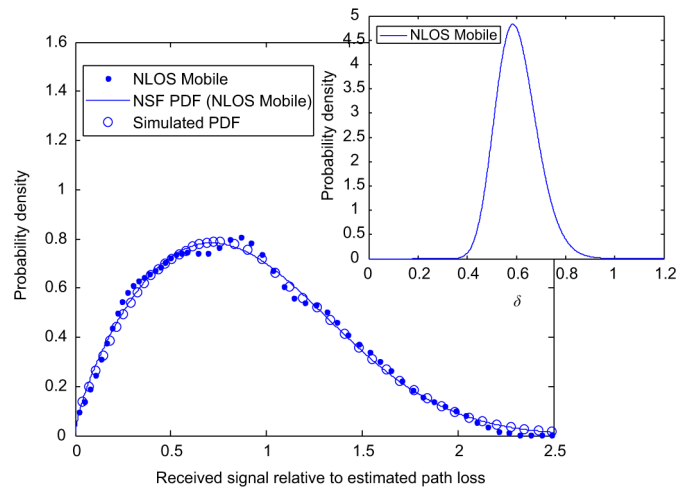 5
4.5
4
3.5
3
2.5
2
1.5
1
0.5
0
Probability density
NLOS Mobile
0 0.2 0.4 0.6 0.8 1 1.2
δ
1.6
1.4
1.2
1
0.8
0.6
0.4
0.2
0
Probability density
NLOS Mobile
NSF PDF (NLOS Mobile)
Simulated PDF
0 0.5 1 1.5 2 2.5
Received signal relative to estimated path loss